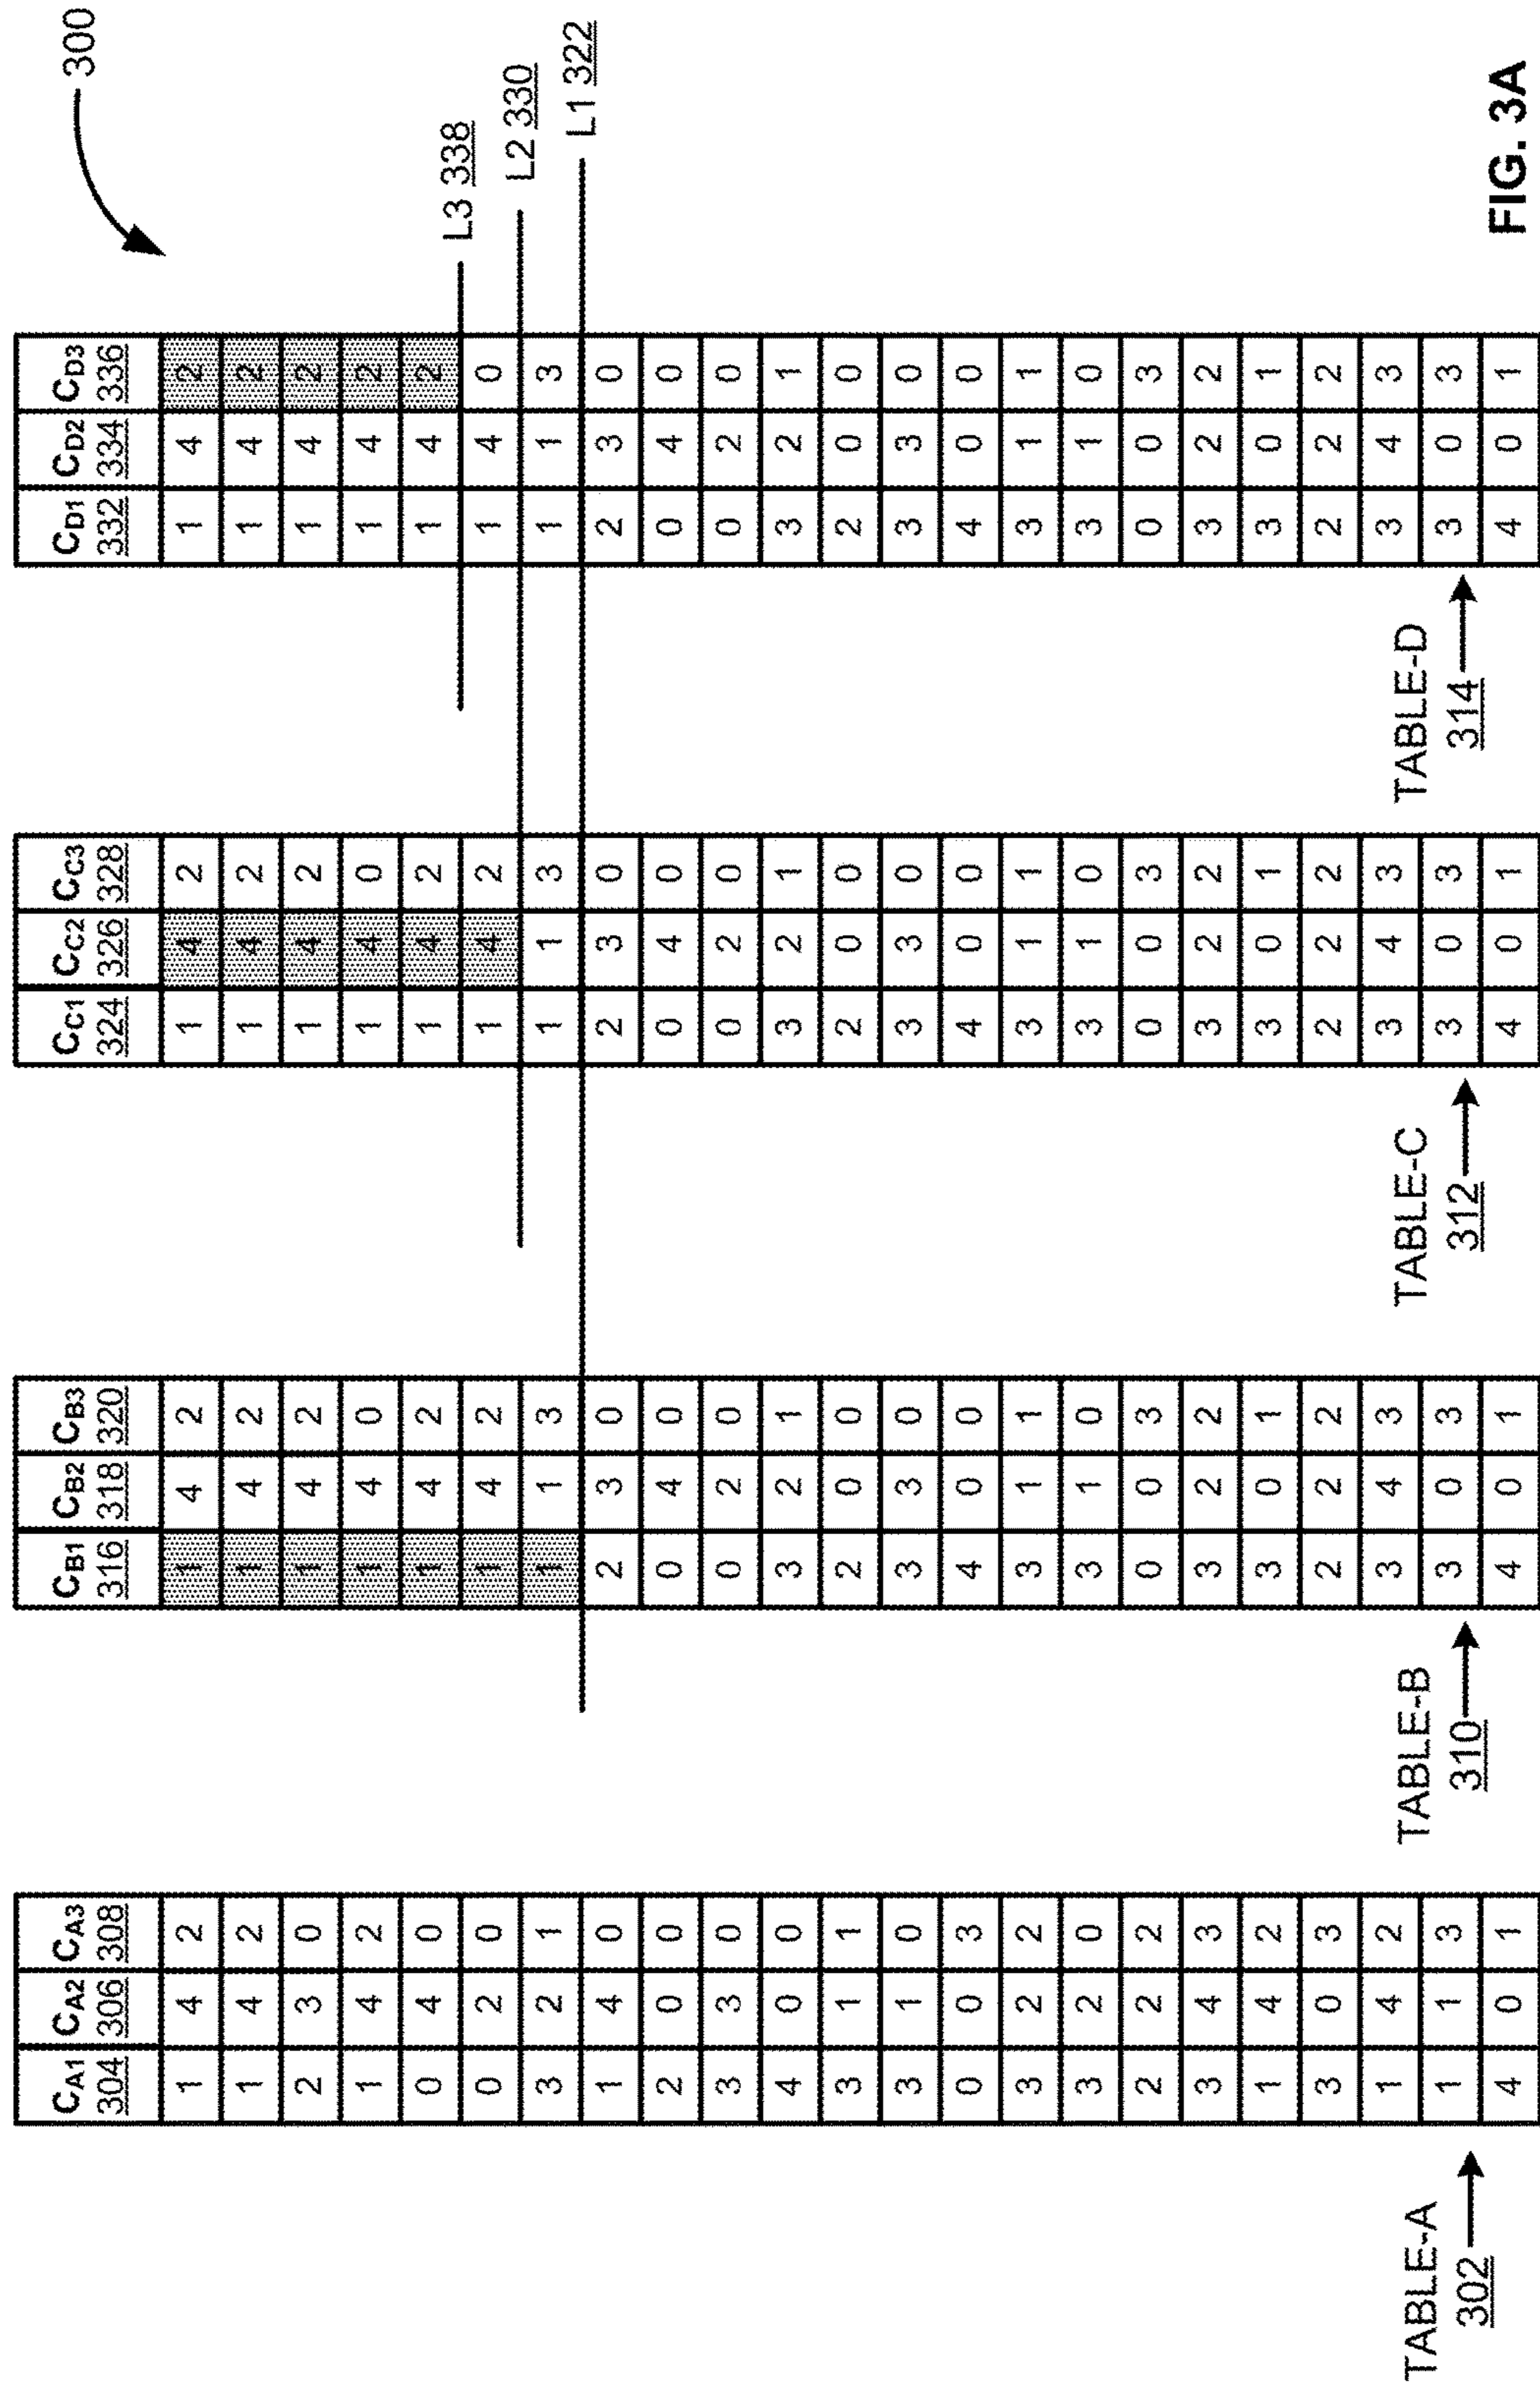 300
CA1 CA2 CA3 CB1 CB2 CB3 CC1 CC2 CC3 CD1 CD2 CD3
304 306 308 316 318 320 324 326 328 332 334 336
1 4 2 1 4 2 1 4 2 1 4 2
1 4 2 1 4 2 1 4 2 1 4 2
2 3 0 1 4 2 1 4 2 1 4 2
1 4 2 1 4 0 1 4 0 1 4 2
0 4 0 1 4 2 1 4 2 1 4 2
L3 338
0 2 0 1 4 2 1 4 2 1 4 0
L2 330
3 2 1 1 1 3 1 1 3 1 1 3
L1 322
1 4 0 2 3 0 2 3 0 2 3 0
2 0 0 0 4 0 0 4 0 0 4 0
3 3 0 0 2 0 0 2 0 0 2 0
4 0 0 3 2 1 3 2 1 3 2 1
3 1 1 2 0 0 2 0 0 2 0 0
3 1 0 3 3 0 3 3 0 3 3 0
0 0 3 4 0 0 4 0 0 4 0 0
3 2 2 3 1 1 3 1 1 3 1 1
3 2 0 3 1 0 3 1 0 3 1 0
2 2 2 0 0 3 0 0 3 0 0 3
3 4 3 3 2 2 3 2 2 3 2 2
1 4 2 3 0 1 3 0 1 3 0 1
3 0 3 2 2 2 2 2 2 2 2 2
1 4 2 3 4 3 3 4 3 3 4 3
1 1 3 3 0 3 3 0 3 3 0 3
4 0 1 4 0 1 4 0 1 4 0 1
TABLE-A TABLE-B TABLE-C TABLE-D
302 310 312 314
FIG. 3A